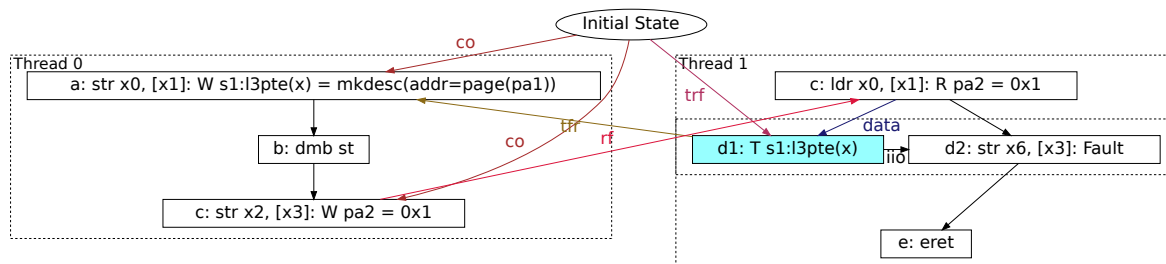 Initial State
co
Thread 0
Thread 1
a: str x0, [x1]: W s1:l3pte(x) = mkdesc(addr=page(pa1))
c: ldr x0, [x1]: R pa2 = 0x1
trf
tfr
rf
data
co
b: dmb st
d1: T s1:l3pte(x)
iio
d2: str x6, [x3]: Fault
c: str x2, [x3]: W pa2 = 0x1
e: eret